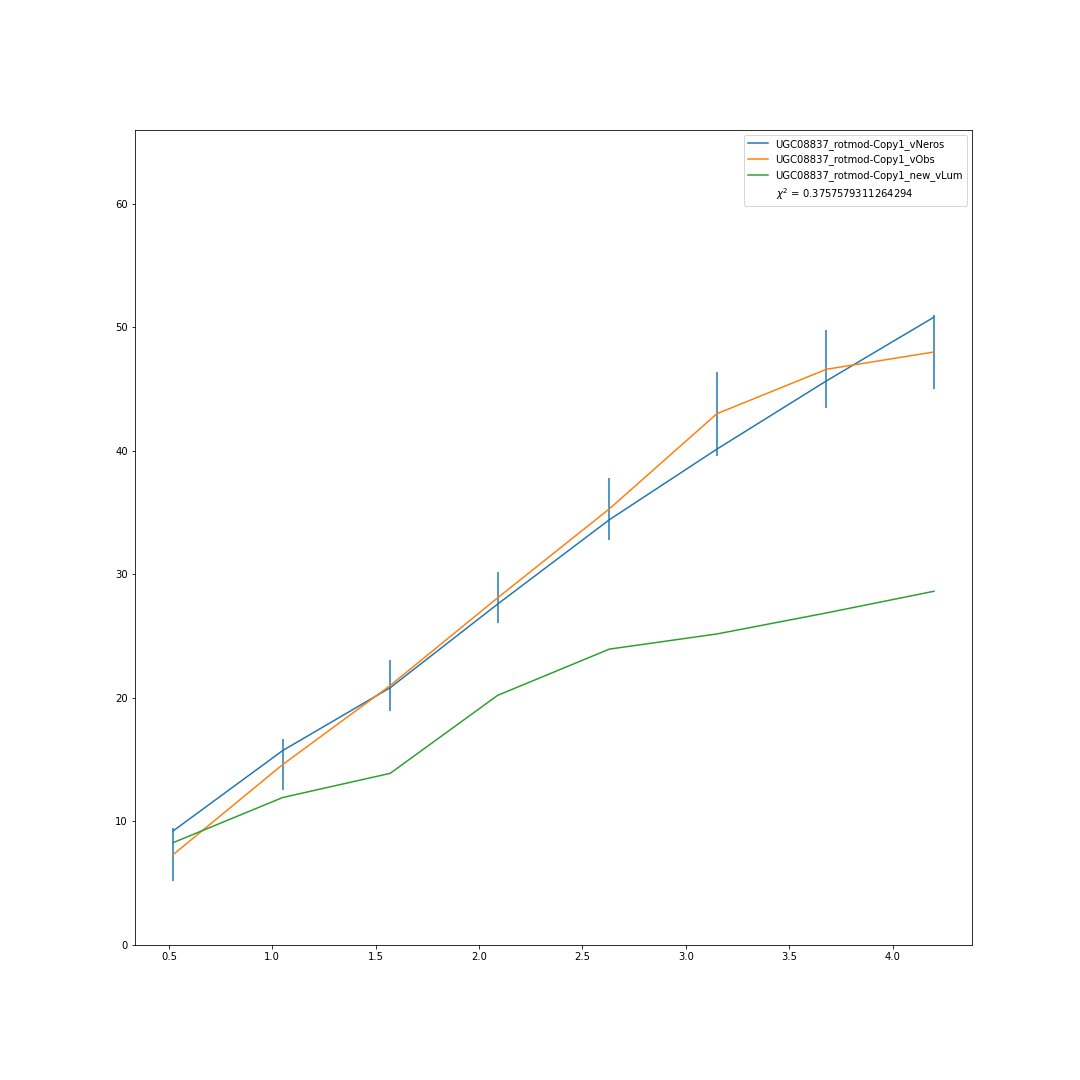 UGC08837_rotmod-Copy1_vNeros
UGC08837_rotmod-Copy1_vObs
UGC08837_rotmod-Copy1_new_vLum
χ² = 0.3757579311264294
60
50
40
30
20
10
0
0.5 1.0 1.5 2.0 2.5 3.0 3.5 4.0